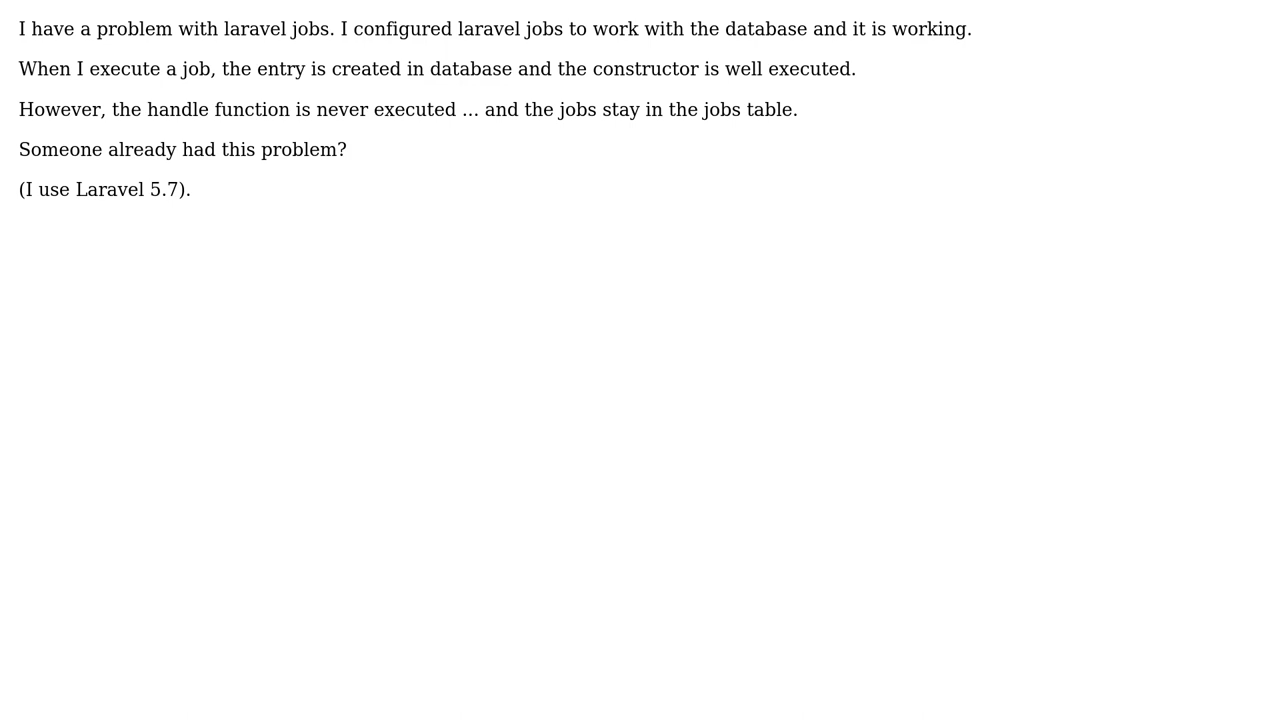 I have a problem with laravel jobs. I configured laravel jobs to work with the database and it is working.
When I execute a job, the entry is created in database and the constructor is well executed.
However, the handle function is never executed ... and the jobs stay in the jobs table.
Someone already had this problem?
(I use Laravel 5.7).